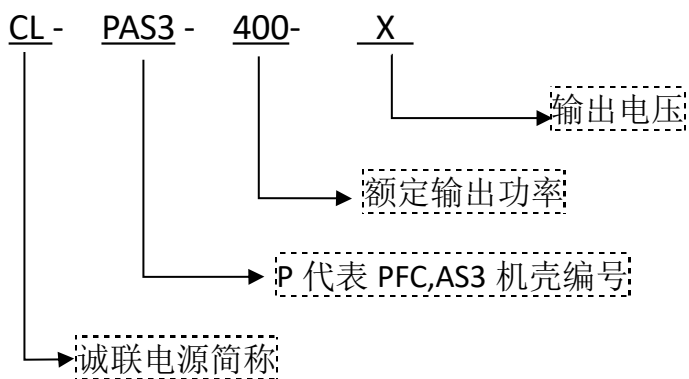 CL - PAS3 - 400- X
输出电压
额定输出功率
P 代表 PFC,AS3 机壳编号
诚联电源简称